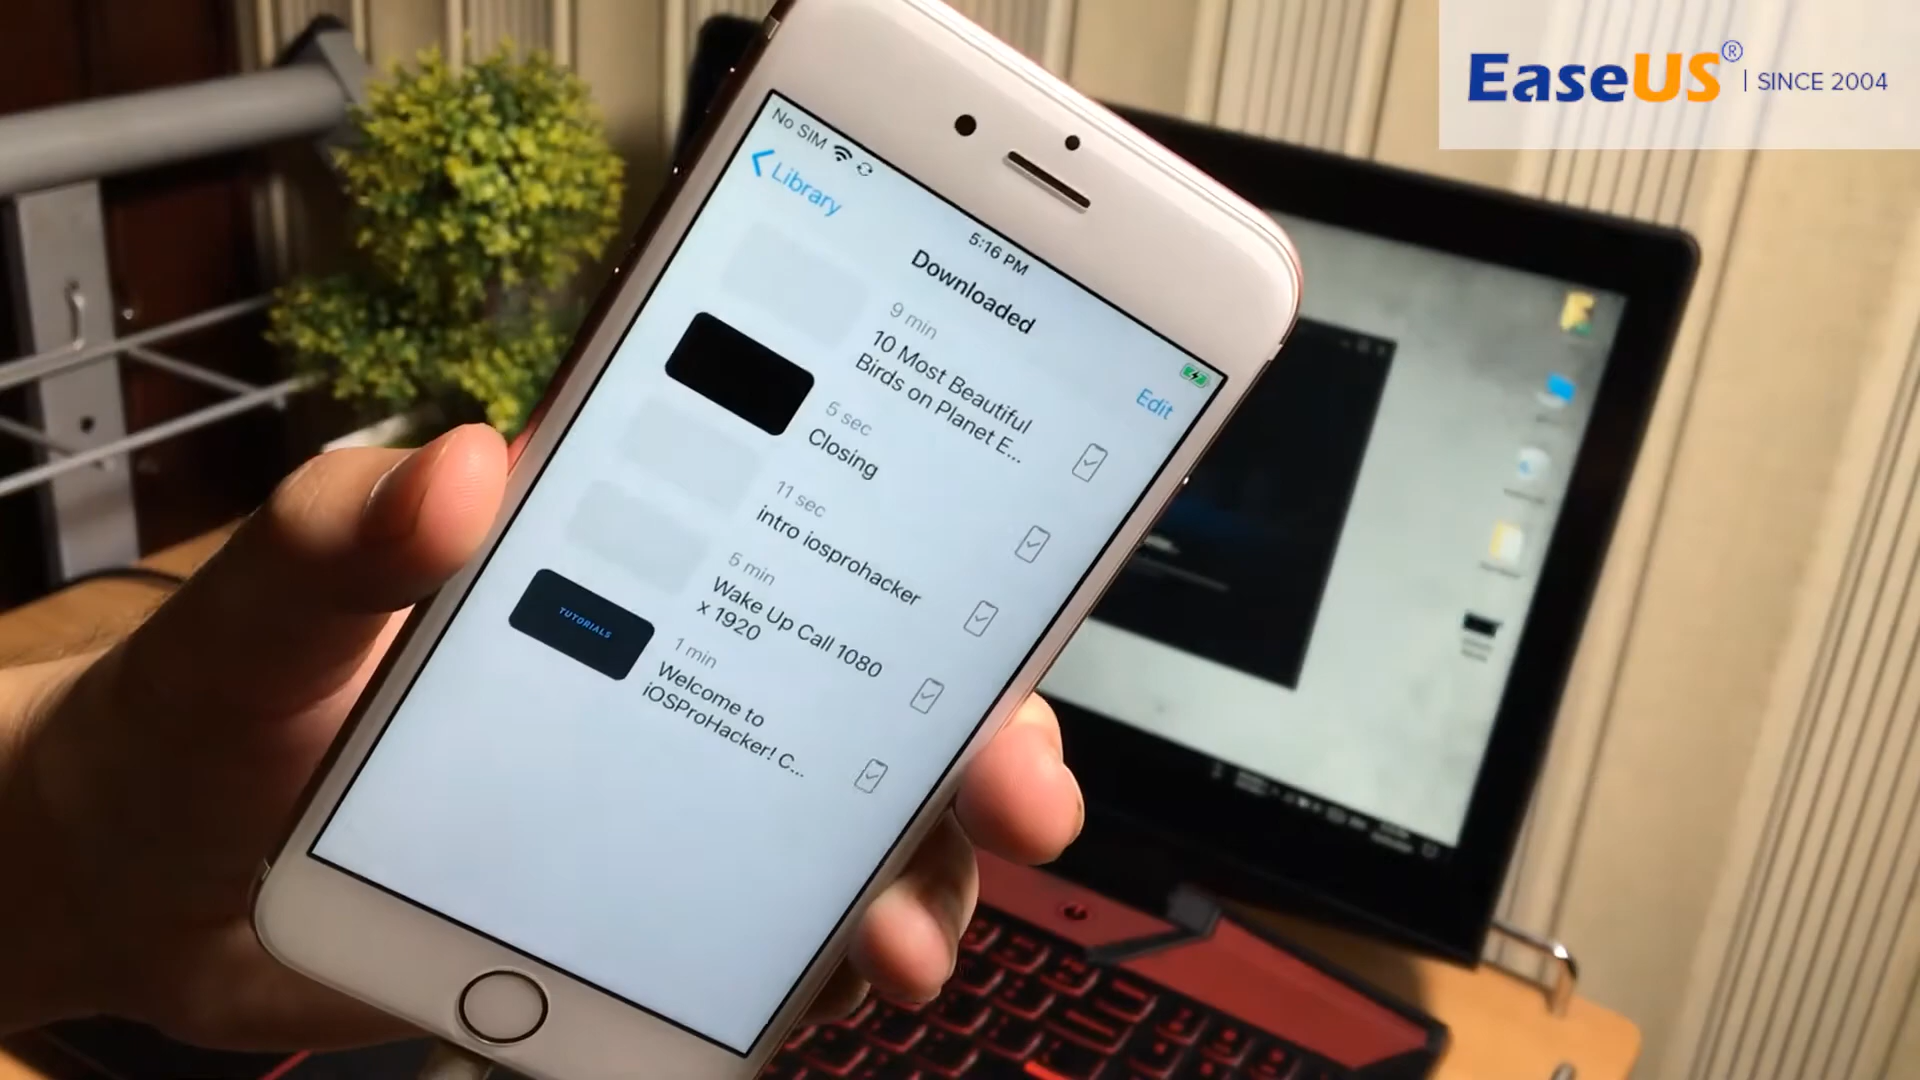 EaseUS® | SINCE 2004
No SIM
5:16 PM
Library
Downloaded
Edit
9 min
10 Most Beautiful
Birds on Planet E...
5 sec
Closing
11 sec
intro iosprohacker
5 min
Wake Up Call 1080
x 1920
TUTORIALS
1 min
Welcome to
iOSProHacker! C...